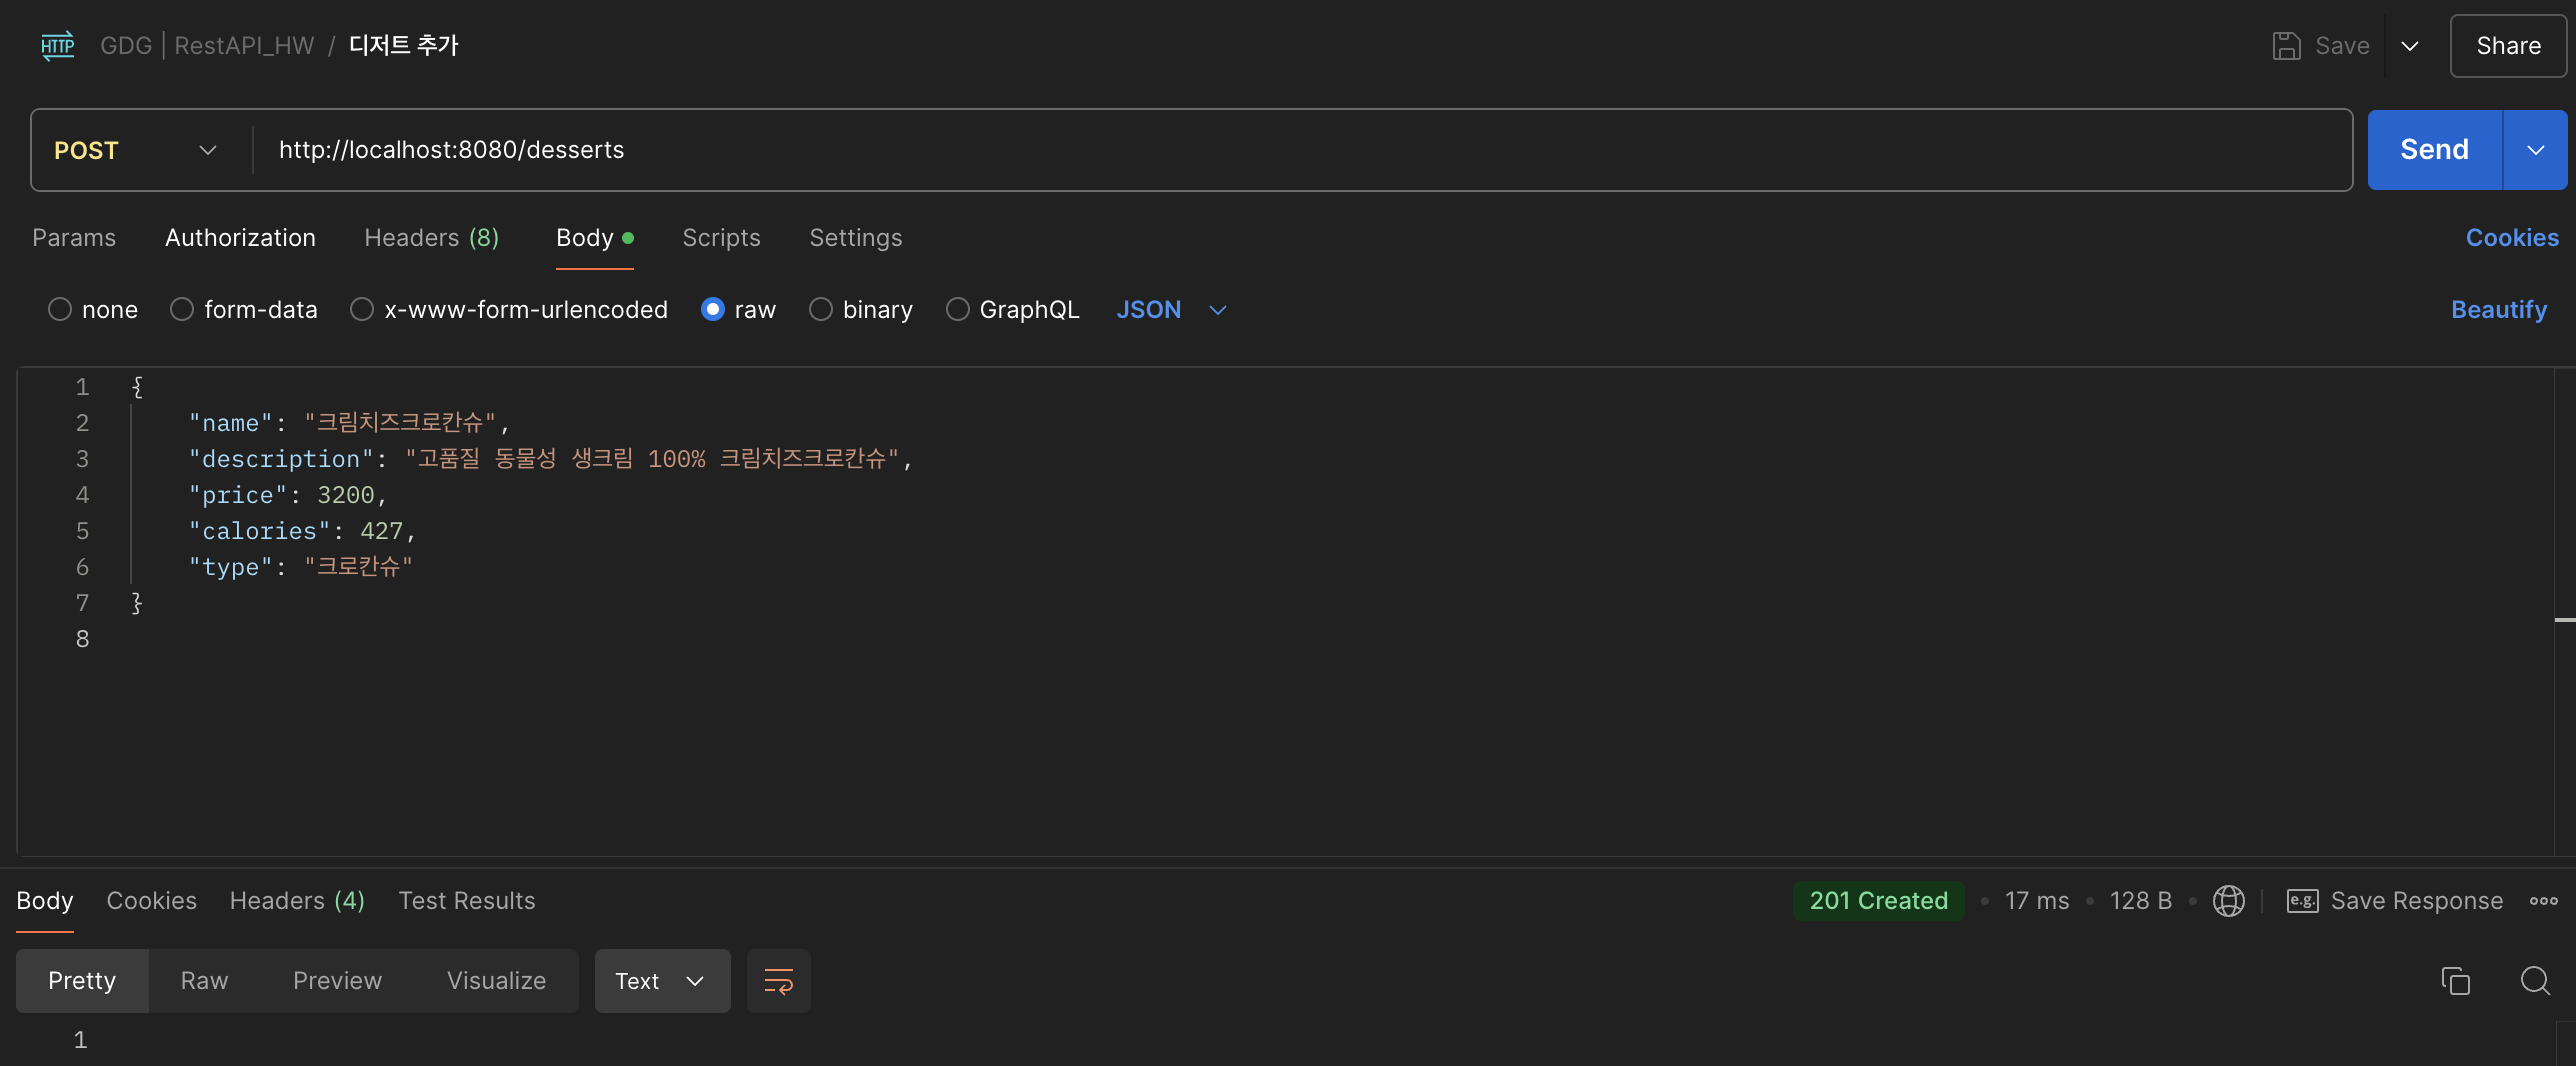 HTTP GDG | RestAPI_HW / 디저트 추가 Save Share
POST http://localhost:8080/desserts Send
Params Authorization Headers (8) Body Scripts Settings Cookies
none form-data x-www-form-urlencoded raw binary GraphQL JSON Beautify
1 {
2 "name": "크림치즈크로칸슈",
3 "description": "고품질 동물성 생크림 100% 크림치즈크로칸슈",
4 "price": 3200,
5 "calories": 427,
6 "type": "크로칸슈"
7 }
8
Body Cookies Headers (4) Test Results 201 Created • 17 ms • 128 B • e.g. Save Response
Pretty Raw Preview Visualize Text
1